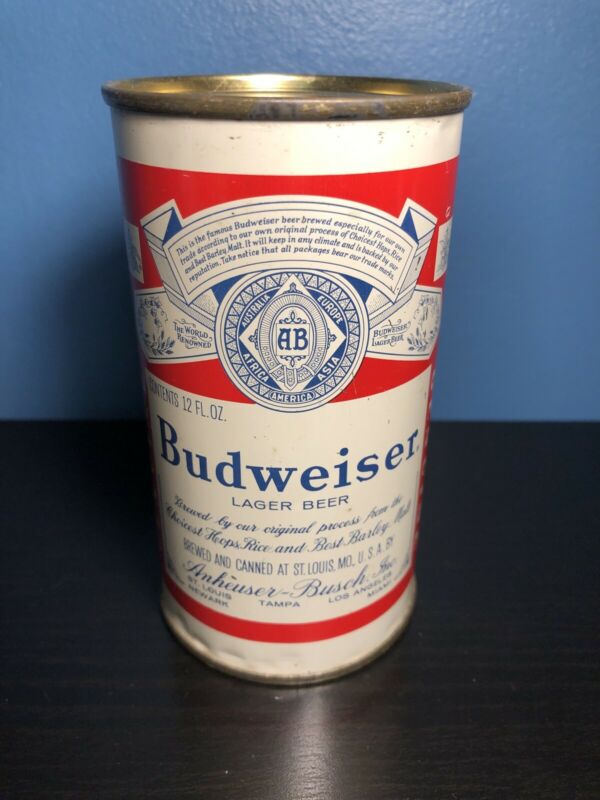 This is the famous Budweiser beer brewed especially for our own
trade according to our own original process of Choicest Hops, Rice
and Best Barley Malt. It will keep in any climate and is backed by our
reputation. Take notice that all packages bear our trade marks.
AUSTRALIA EUROPE
AB
AFRICA ASIA
AMERICA
THE WORLD
RENOWNED
BUDWEISER
LAGER BEER
CONTENTS 12 FL. OZ.
Budweiser.
LAGER BEER
Brewed by our original process from the
Choicest Hops, Rice and Best Barley Malt
BREWED AND CANNED AT ST. LOUIS, MO., U. S. A. BY
Anheuser-Busch, Inc.
ST. LOUIS LOS ANGELES
NEWARK TAMPA MIAMI